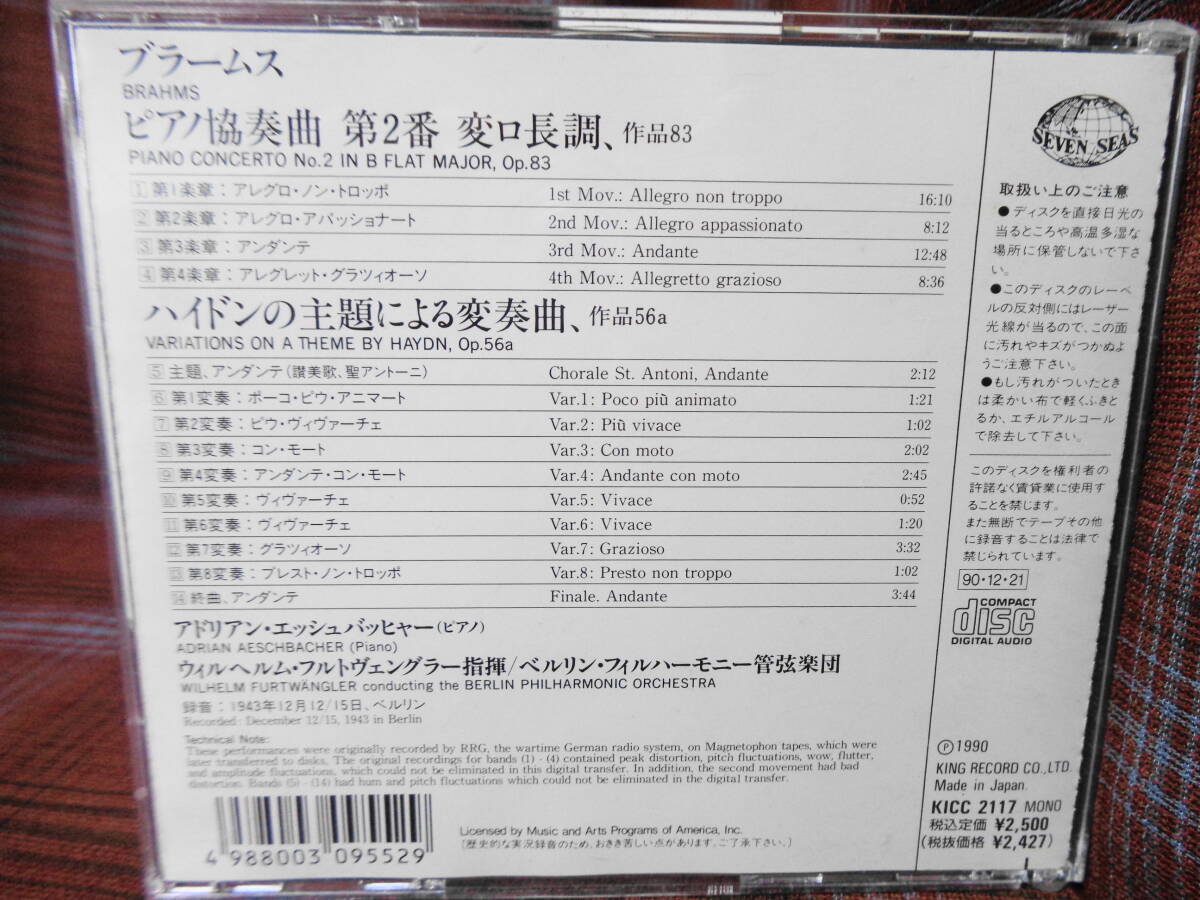 ブラームス
BRAHMS
ピアノ協奏曲 第2番 変ロ長調、作品83
PIANO CONCERTO No.2 IN B FLAT MAJOR, Op.83
1 第1楽章：アレグロ・ノン・トロッポ 1st Mov.: Allegro non troppo 16:10
2 第2楽章：アレグロ・アパッショナート 2nd Mov.: Allegro appassionato 8:12
3 第3楽章：アンダンテ 3rd Mov.: Andante 12:48
4 第4楽章：アレグレット・グラツィオーソ 4th Mov.: Allegretto grazioso 8:36
ハイドンの主題による変奏曲、作品56a
VARIATIONS ON A THEME BY HAYDN, Op.56a
5 主題、アンダンテ(讃美歌、聖アントーニ) Chorale St. Antoni, Andante 2:12
6 第1変奏：ポーコ・ピウ・アニマート Var.1: Poco più animato 1:21
7 第2変奏：ピウ・ヴィヴァーチェ Var.2: Più vivace 1:02
8 第3変奏：コン・モート Var.3: Con moto 2:02
9 第4変奏：アンダンテ・コン・モート Var.4: Andante con moto 2:45
10 第5変奏：ヴィヴァーチェ Var.5: Vivace 0:52
11 第6変奏：ヴィヴァーチェ Var.6: Vivace 1:20
12 第7変奏：グラツィオーソ Var.7: Grazioso 3:32
13 第8変奏：プレスト・ノン・トロッポ Var.8: Presto non troppo 1:02
14 終曲、アンダンテ Finale. Andante 3:44
アドリアン・エッシュバッヒャー(ピアノ)
ADRIAN AESCHBACHER (Piano)
ウィルヘルム・フルトヴェングラー指揮/ベルリン・フィルハーモニー管弦楽団
WILHELM FURTWÄNGLER conducting the BERLIN PHILHARMONIC ORCHESTRA
録音：1943年12月12/15日、ベルリン
Recorded: December 12/15, 1943 in Berlin
Technical Note:
These performances were originally recorded by RRG, the wartime German radio system, on Magnetophon tapes, which were
later transferred to disks. The original recordings for bands (1) - (4) contained peak distortion, pitch fluctuations, wow, flutter,
and amplitude fluctuations, which could not be eliminated in this digital transfer. In addition, the second movement had bad
distortion. Bands (5) - (14) had hum and pitch fluctuations which could not be eliminated in the digital transfer.
4 988003 095529
Licensed by Music and Arts Programs of America, Inc.
〔歴史的な実況録音のため、おきき苦しい点があります。ご了承下さい。〕
SEVEN SEAS
取扱い上のご注意
●ディスクを直接日光の
当るところや高温多湿な
場所に保管しないで下さ
い。
●このディスクのレーベ
ルの反対側にはレーザー
光線が当るので、この面
に汚れやキズがつかぬよ
うご注意下さい。
●もし汚れがついたとき
は柔かい布で軽くふきと
るか、エチルアルコール
で除去して下さい。
このディスクを権利者の
許諾なく賃貸業に使用す
ることを禁じます。
また無断でテープその他
に録音することは法律で
禁じられています。
90・12・21
COMPACT
disc
DIGITAL AUDIO
Ⓟ1990
KING RECORD CO.,LTD.
Made in Japan.
KICC 2117 MONO
税込定価 ¥2,500
(税抜価格 ¥2,427)